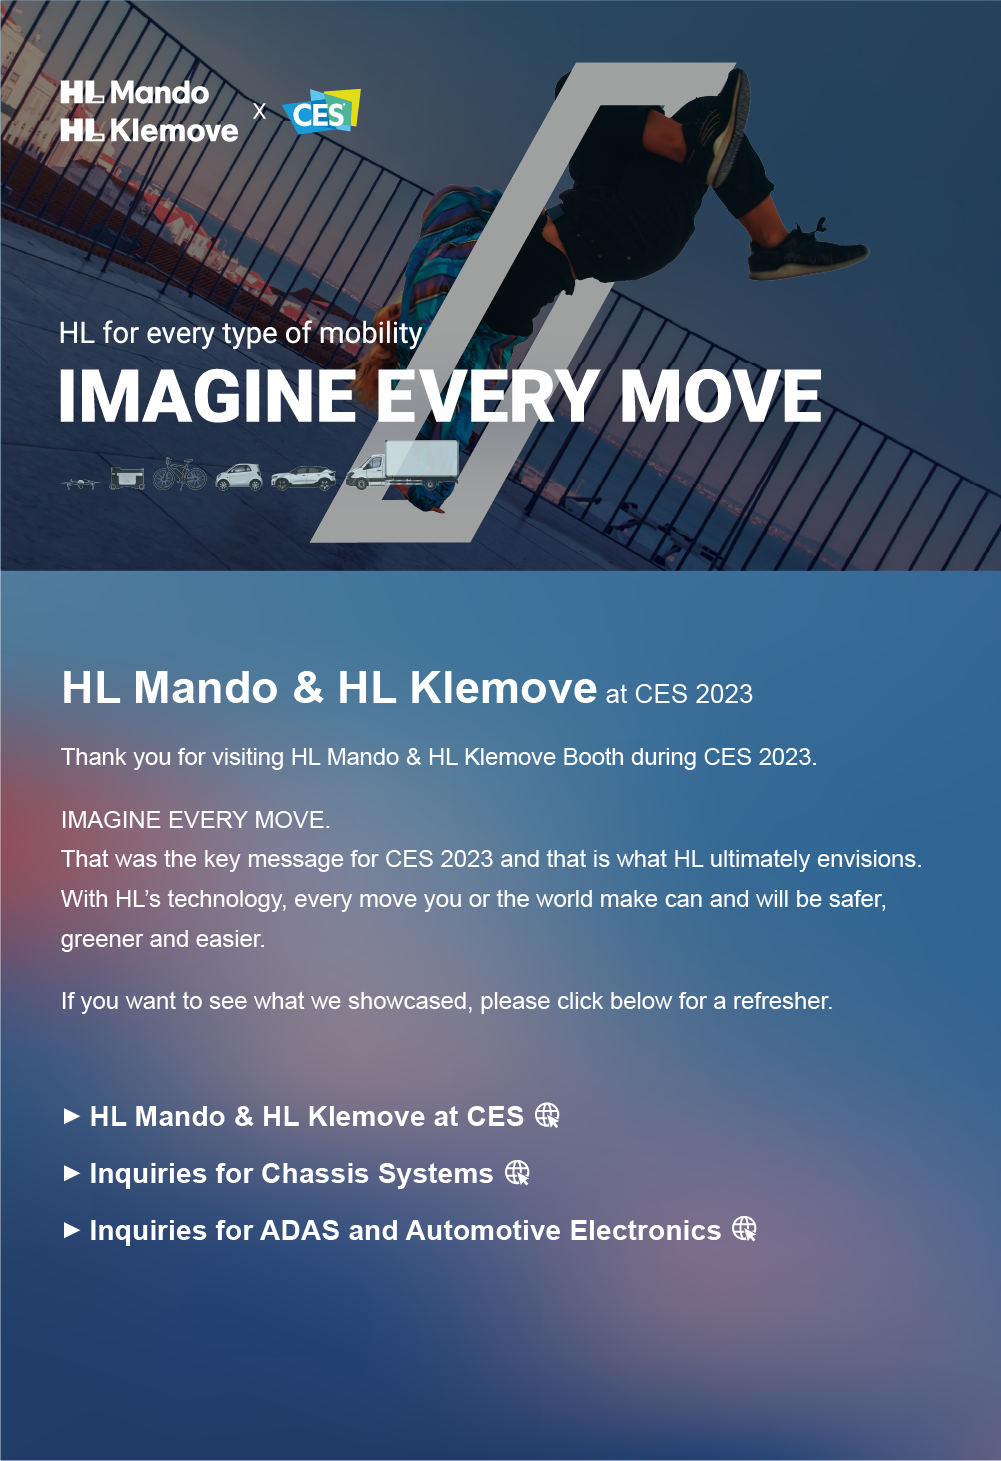 HL Mando
HL Klemove
X
CES
HL for every type of mobility
IMAGINE EVERY MOVE
HL Mando & HL Klemove at CES 2023
Thank you for visiting HL Mando & HL Klemove Booth during CES 2023.
IMAGINE EVERY MOVE.
That was the key message for CES 2023 and that is what HL ultimately envisions.
With HL’s technology, every move you or the world make can and will be safer,
greener and easier.
If you want to see what we showcased, please click below for a refresher.
► HL Mando & HL Klemove at CES
► Inquiries for Chassis Systems
► Inquiries for ADAS and Automotive Electronics